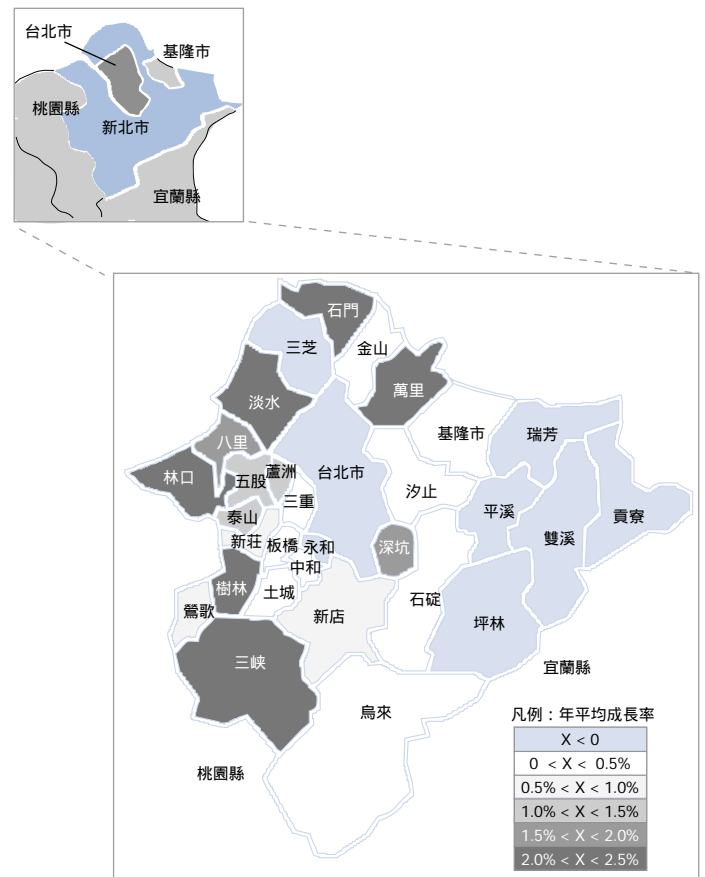 台北市
基隆市
桃園縣
新北市
宜蘭縣
石門
三芝
金山
萬里
淡水
八里
基隆市
瑞芳
林口
五股
蘆洲
台北市
汐止
三重
泰山
平溪
貢寮
新莊
板橋
永和
深坑
雙溪
中和
樹林
土城
石碇
鶯歌
新店
坪林
三峽
宜蘭縣
烏來
桃園縣
凡例：年平均成長率
X < 0
0 < X < 0.5%
0.5% < X < 1.0%
1.0% < X < 1.5%
1.5% < X < 2.0%
2.0% < X < 2.5%